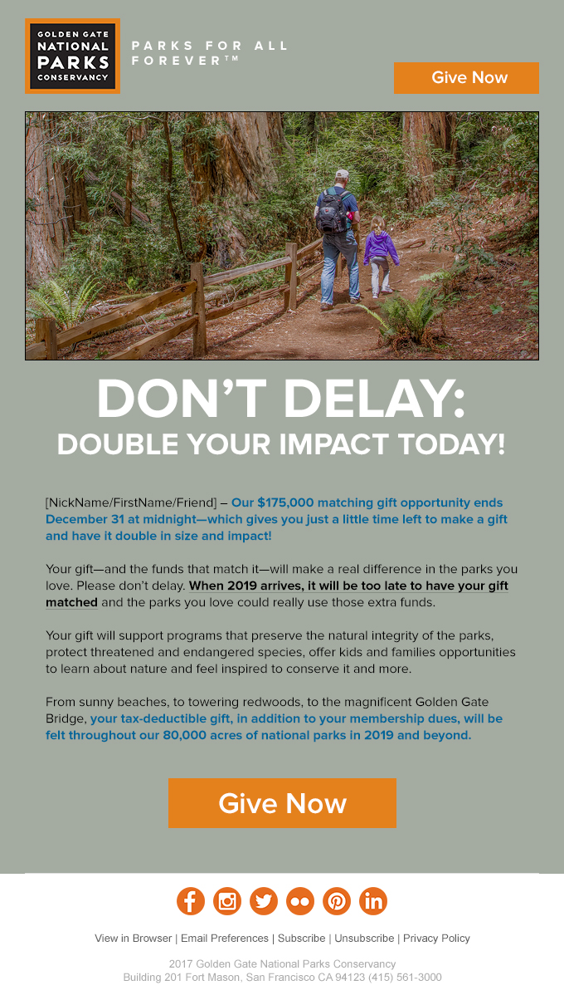 GOLDEN GATE
NATIONAL
PARKS
CONSERVANCY
PARKS FOR ALL
FOREVER™
Give Now
DON'T DELAY:
DOUBLE YOUR IMPACT TODAY!
[NickName/FirstName/Friend] – Our $175,000 matching gift opportunity ends
December 31 at midnight—which gives you just a little time left to make a gift
and have it double in size and impact!
Your gift—and the funds that match it—will make a real difference in the parks you
love. Please don't delay. When 2019 arrives, it will be too late to have your gift
matched and the parks you love could really use those extra funds.
Your gift will support programs that preserve the natural integrity of the parks,
protect threatened and endangered species, offer kids and families opportunities
to learn about nature and feel inspired to conserve it and more.
From sunny beaches, to towering redwoods, to the magnificent Golden Gate
Bridge, your tax-deductible gift, in addition to your membership dues, will be
felt throughout our 80,000 acres of national parks in 2019 and beyond.
Give Now
View in Browser | Email Preferences | Subscribe | Unsubscribe | Privacy Policy
2017 Golden Gate National Parks Conservancy
Building 201 Fort Mason, San Francisco CA 94123 (415) 561-3000